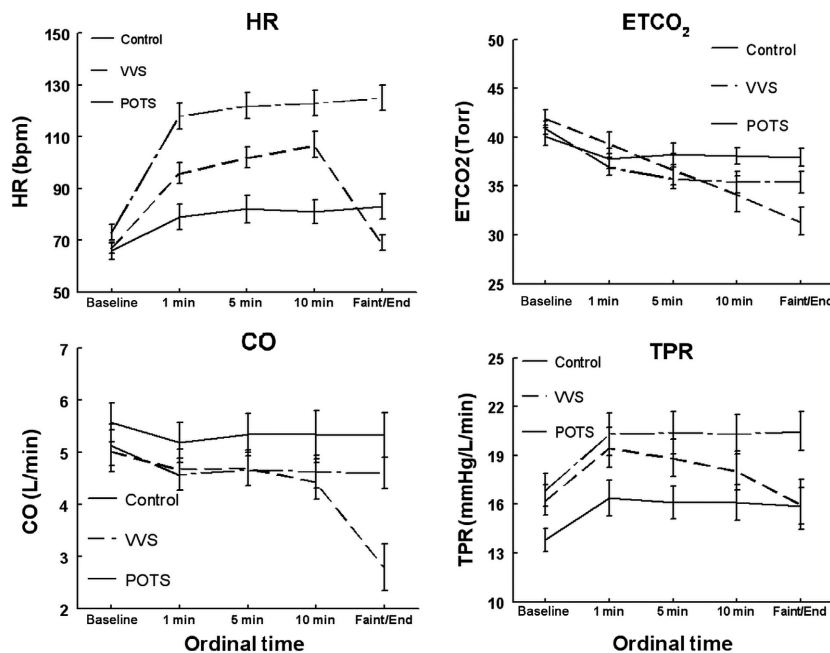 HR
HR (bpm)
150
130
110
90
70
50
Control
VVS
POTS
Baseline
1 min
5 min
10 min
Faint/End
ETCO₂
ETCO2 (Torr)
50
45
40
35
30
25
Control
VVS
POTS
Baseline
1 min
5 min
10 min
Faint/End
CO
CO (L/min)
7
6
5
4
3
2
Control
VVS
POTS
Baseline
1 min
5 min
10 min
Faint/End
Ordinal time
TPR
TPR (mmHg/L/min)
25
22
19
16
13
10
Control
VVS
POTS
Baseline
1 min
5 min
10 min
Faint/End
Ordinal time